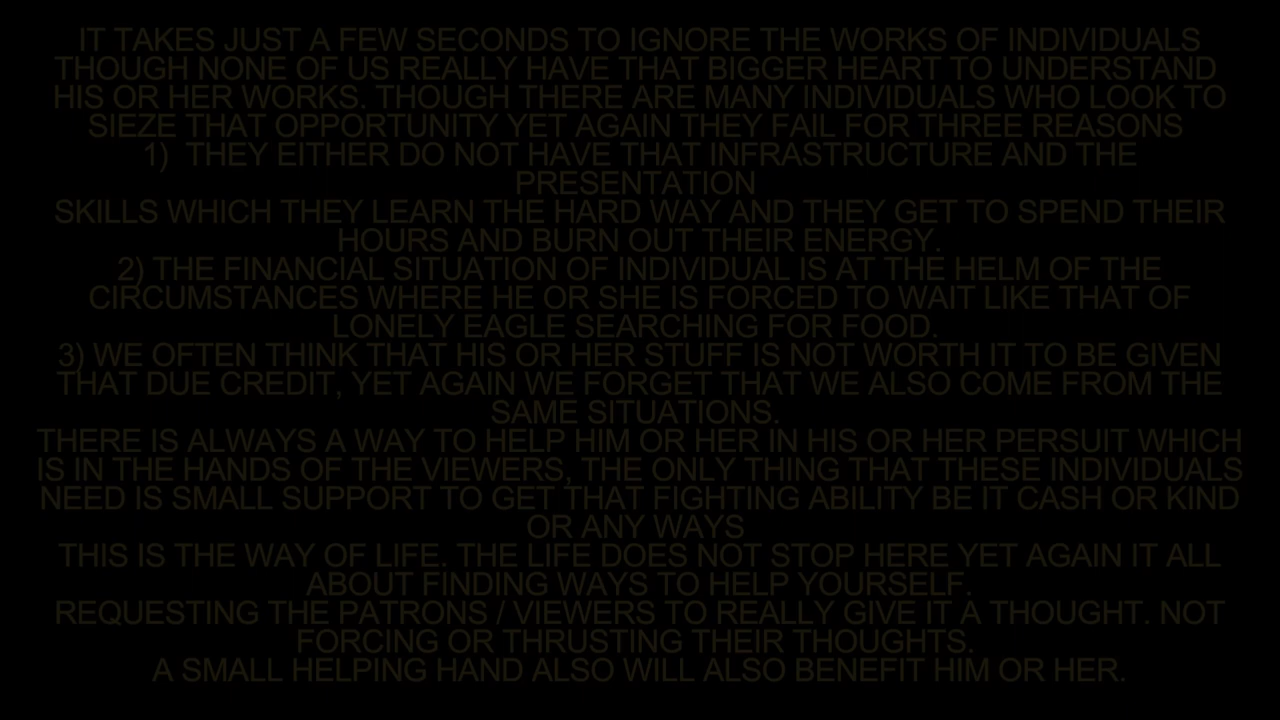 IT TAKES JUST A FEW SECONDS TO IGNORE THE WORKS OF INDIVIDUALS
THOUGH NONE OF US REALLY HAVE THAT BIGGER HEART TO UNDERSTAND
HIS OR HER WORKS. THOUGH THERE ARE MANY INDIVIDUALS WHO LOOK TO
SIEZE THAT OPPORTUNITY YET AGAIN THEY FAIL FOR THREE REASONS
1)  THEY EITHER DO NOT HAVE THAT INFRASTRUCTURE AND THE
PRESENTATION
SKILLS WHICH THEY LEARN THE HARD WAY AND THEY GET TO SPEND THEIR
HOURS AND BURN OUT THEIR ENERGY.
2) THE FINANCIAL SITUATION OF INDIVIDUAL IS AT THE HELM OF THE
CIRCUMSTANCES WHERE HE OR SHE IS FORCED TO WAIT LIKE THAT OF
LONELY EAGLE SEARCHING FOR FOOD.
3) WE OFTEN THINK THAT HIS OR HER STUFF IS NOT WORTH IT TO BE GIVEN
THAT DUE CREDIT, YET AGAIN WE FORGET THAT WE ALSO COME FROM THE
SAME SITUATIONS.
THERE IS ALWAYS A WAY TO HELP HIM OR HER IN HIS OR HER PERSUIT WHICH
IS IN THE HANDS OF THE VIEWERS, THE ONLY THING THAT THESE INDIVIDUALS
NEED IS SMALL SUPPORT TO GET THAT FIGHTING ABILITY BE IT CASH OR KIND
OR ANY WAYS
THIS IS THE WAY OF LIFE. THE LIFE DOES NOT STOP HERE YET AGAIN IT ALL
ABOUT FINDING WAYS TO HELP YOURSELF.
REQUESTING THE PATRONS / VIEWERS TO REALLY GIVE IT A THOUGHT. NOT
FORCING OR THRUSTING THEIR THOUGHTS.
A SMALL HELPING HAND ALSO WILL ALSO BENEFIT HIM OR HER.